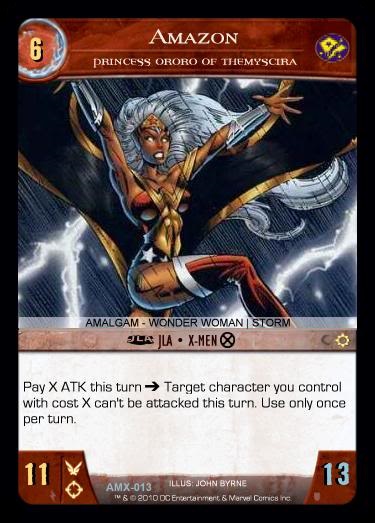 6
AMAZON
PRINCESS ORORO OF THEMYSCIRA
AMALGAM - WONDER WOMAN | STORM
JLA JLA • X-MEN
Pay X ATK this turn ➔ Target character you control
with cost X can't be attacked this turn. Use only once
per turn.
11
AMX-013
ILLUS: JOHN BYRNE
™ & © 2010 DC Entertainment & Marvel Comics Inc.
13